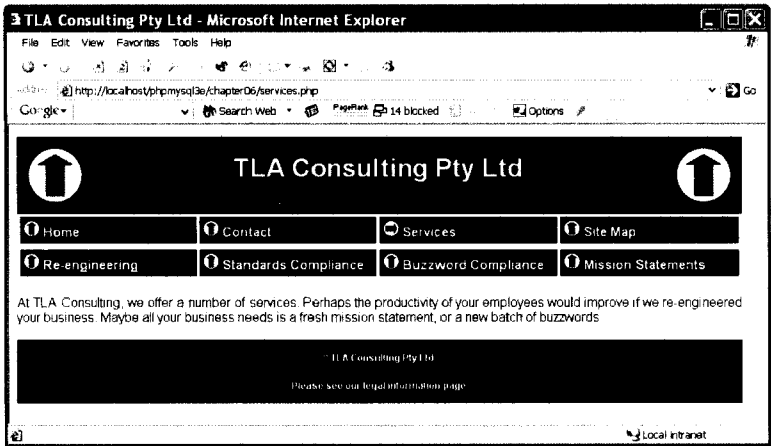 TLA Consulting Pty Ltd - Microsoft Internet Explorer
File Edit View Favorites Tools Help
http://localhost/phpmysql3e/chapter06/services.php Go
Google Search Web PageRank 14 blocked Options
TLA Consulting Pty Ltd
Home Contact Services Site Map
Re-engineering Standards Compliance Buzzword Compliance Mission Statements
At TLA Consulting, we offer a number of services. Perhaps the productivity of your employees would improve if we re-engineered
your business. Maybe all your business needs is a fresh mission statement, or a new batch of buzzwords
TLA Consulting Pty Ltd
Please see our legal information page
Local intranet